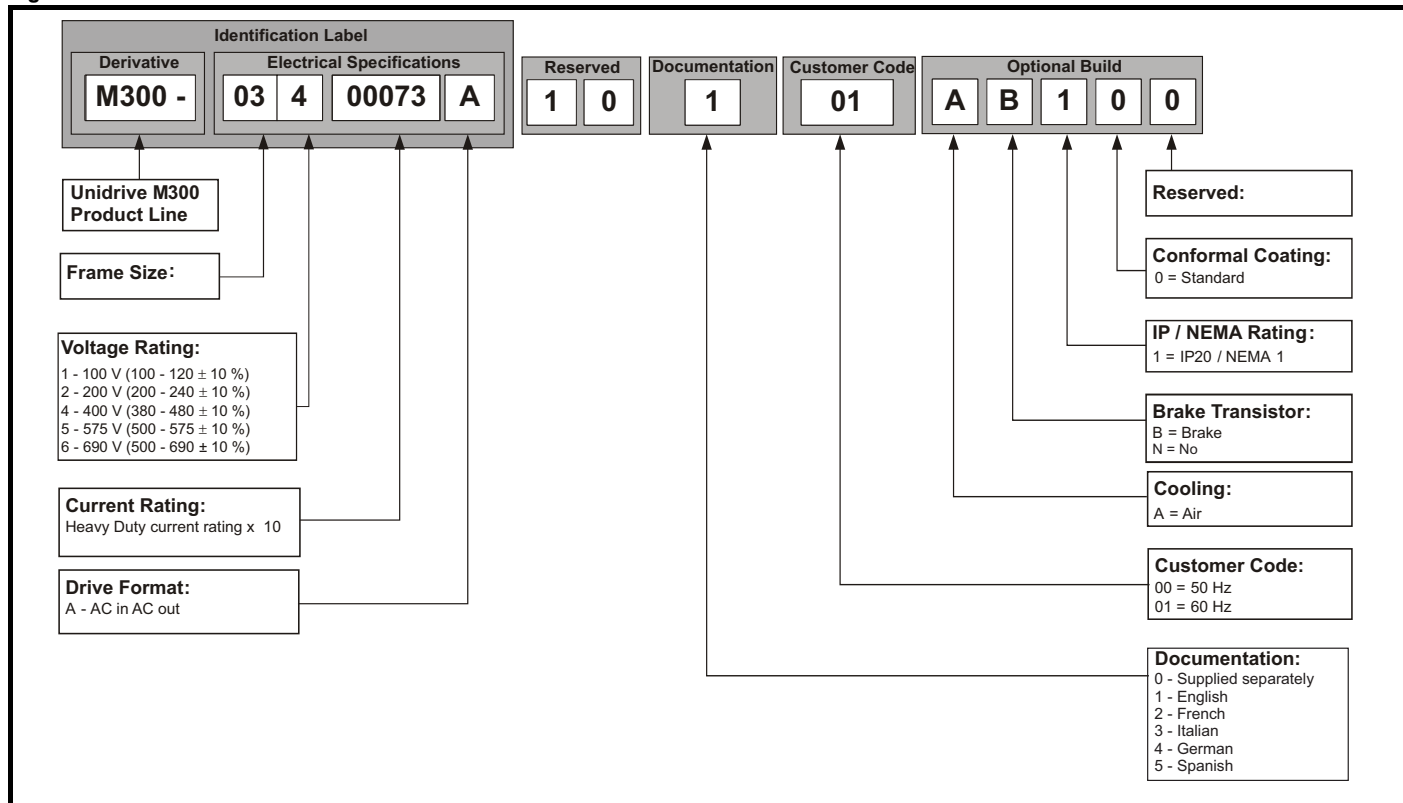 Identification Label
Derivative
Electrical Specifications
Reserved
Documentation
Customer Code
Optional Build
M300 -
03
4
00073
A
1
0
1
01
A
B
1
0
0
Unidrive M300
Product Line
Frame Size:
Voltage Rating:
1 - 100 V (100 - 120 ± 10 %)
2 - 200 V (200 - 240 ± 10 %)
4 - 400 V (380 - 480 ± 10 %)
5 - 575 V (500 - 575 ± 10 %)
6 - 690 V (500 - 690 ± 10 %)
Current Rating:
Heavy Duty current rating x 10
Drive Format:
A - AC in AC out
Reserved:
Conformal Coating:
0 = Standard
IP / NEMA Rating:
1 = IP20 / NEMA 1
Brake Transistor:
B = Brake
N = No
Cooling:
A = Air
Customer Code:
00 = 50 Hz
01 = 60 Hz
Documentation:
0 - Supplied separately
1 - English
2 - French
3 - Italian
4 - German
5 - Spanish